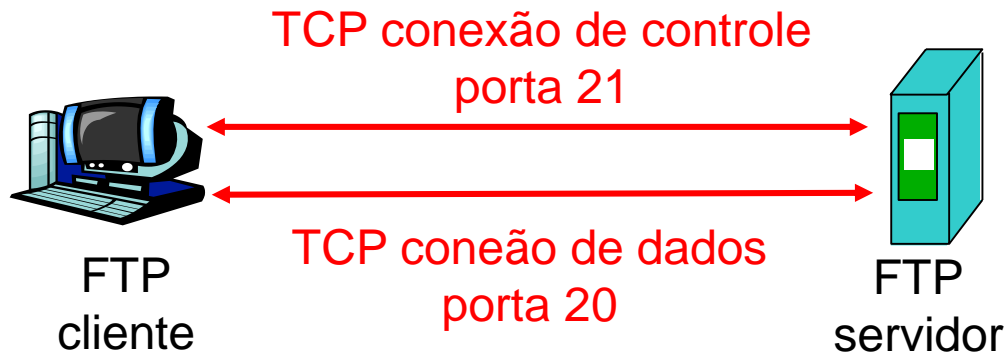 TCP conexão de controle
porta 21
TCP coneão de dados
porta 20
FTP
cliente
FTP
servidor